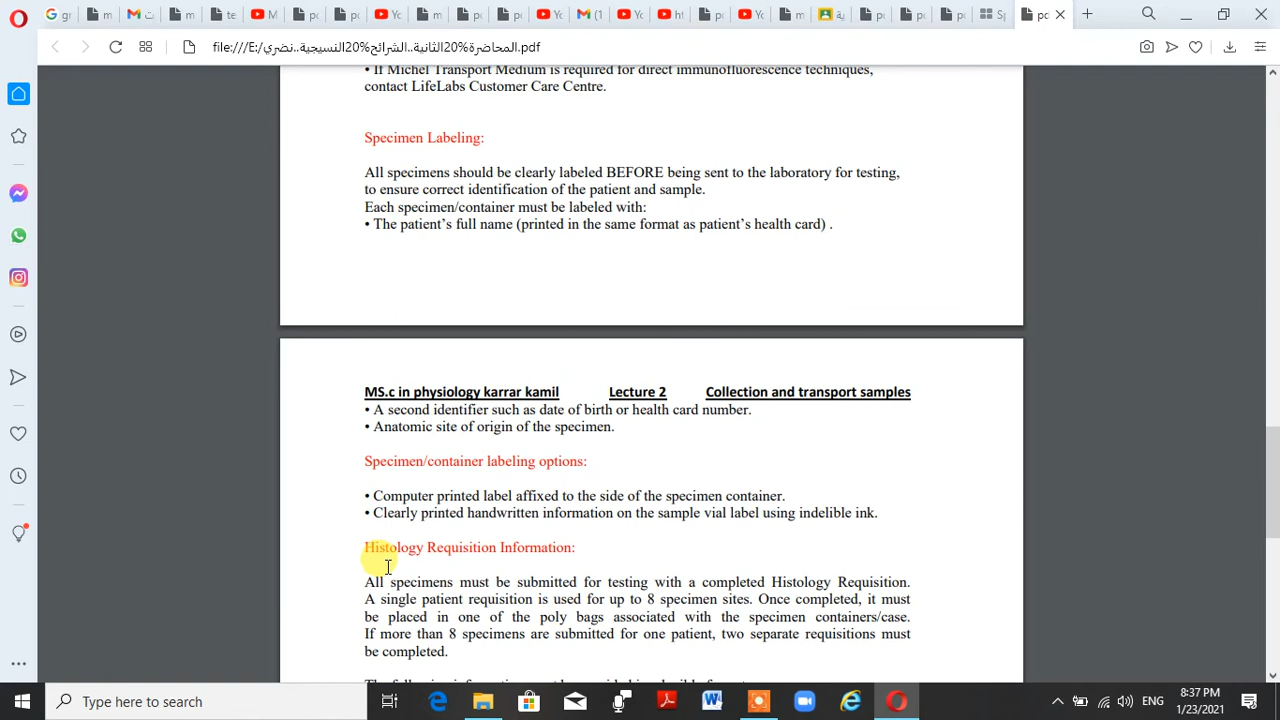 file:///E:/المحاضرة%20الثانية..الشرائح%20النسيجية..نضري.pdf
• If Michel Transport Medium is required for direct immunofluorescence techniques,
contact LifeLabs Customer Care Centre.
Specimen Labeling:
All specimens should be clearly labeled BEFORE being sent to the laboratory for testing,
to ensure correct identification of the patient and sample.
Each specimen/container must be labeled with:
• The patient’s full name (printed in the same format as patient’s health card) .
MS.c in physiology karrar kamil Lecture 2 Collection and transport samples
• A second identifier such as date of birth or health card number.
• Anatomic site of origin of the specimen.
Specimen/container labeling options:
• Computer printed label affixed to the side of the specimen container.
• Clearly printed handwritten information on the sample vial label using indelible ink.
Histology Requisition Information:
All specimens must be submitted for testing with a completed Histology Requisition.
A single patient requisition is used for up to 8 specimen sites. Once completed, it must
be placed in one of the poly bags associated with the specimen containers/case.
If more than 8 specimens are submitted for one patient, two separate requisitions must
be completed.
Type here to search
ENG
8:37 PM
1/23/2021